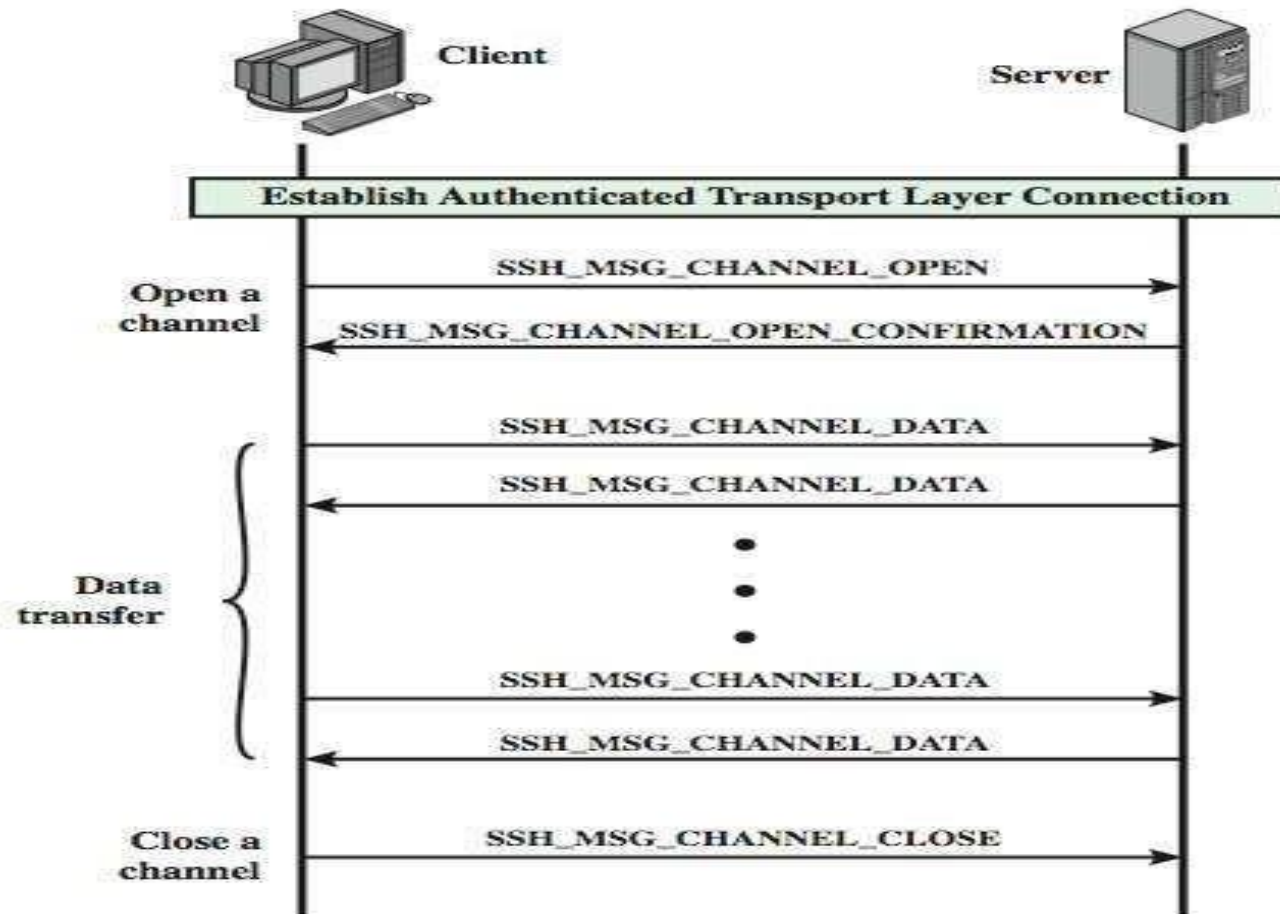 Client
Server
Establish Authenticated Transport Layer Connection
Open a
channel
SSH_MSG_CHANNEL_OPEN
SSH_MSG_CHANNEL_OPEN_CONFIRMATION
Data
transfer
SSH_MSG_CHANNEL_DATA
SSH_MSG_CHANNEL_DATA
SSH_MSG_CHANNEL_DATA
SSH_MSG_CHANNEL_DATA
Close a
channel
SSH_MSG_CHANNEL_CLOSE